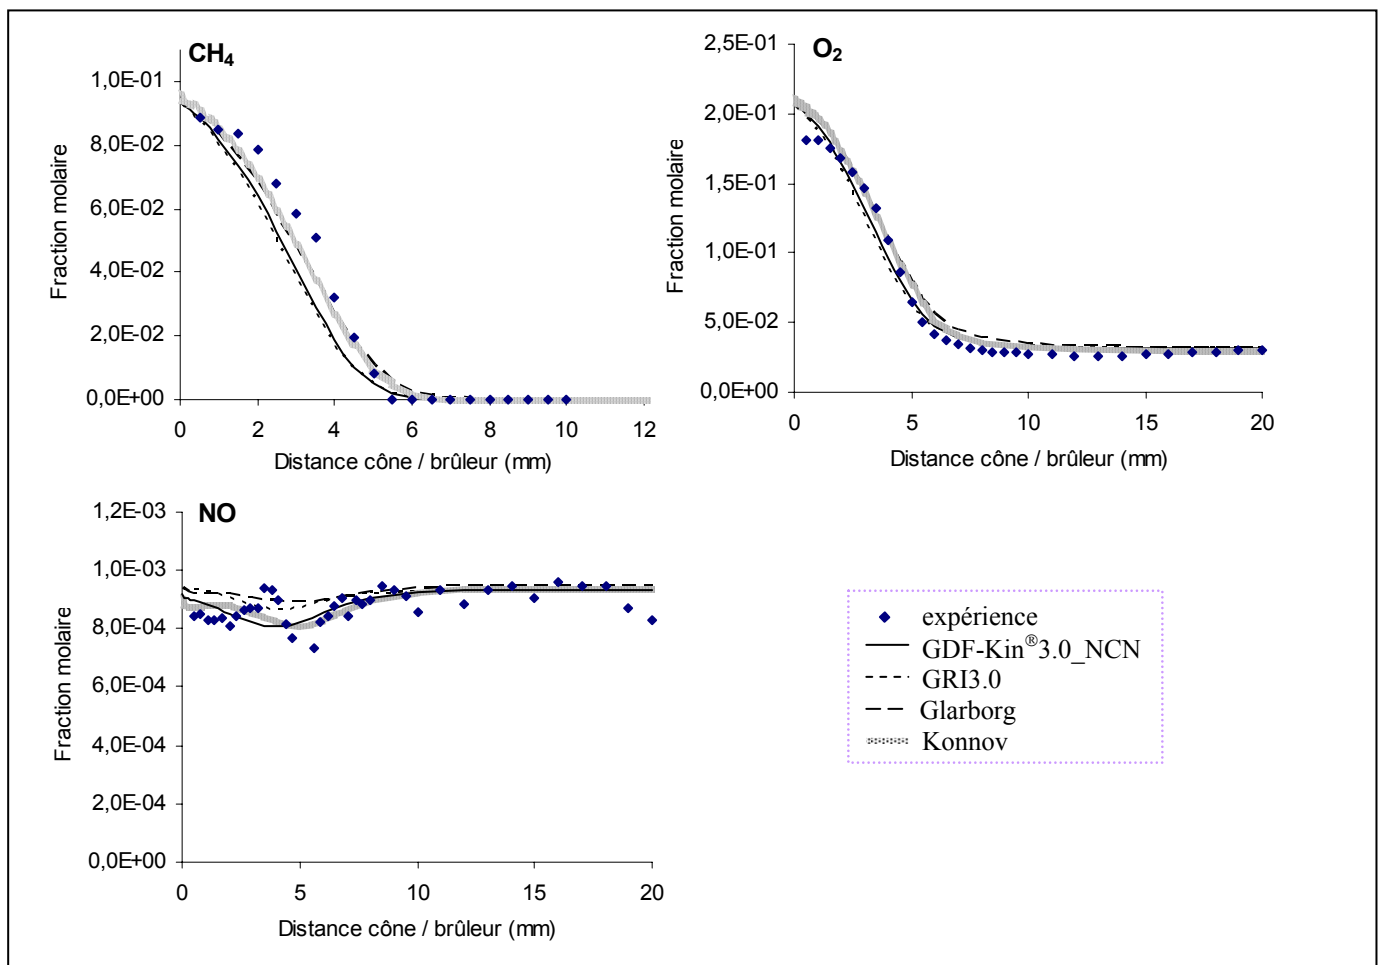 CH4
1,0E-01
8,0E-02
6,0E-02
4,0E-02
2,0E-02
0,0E+00
0 2 4 6 8 10 12
Fraction molaire
Distance cône / brûleur (mm)
O2
2,5E-01
2,0E-01
1,5E-01
1,0E-01
5,0E-02
0,0E+00
0 5 10 15 20
Fraction molaire
Distance cône / brûleur (mm)
NO
1,2E-03
1,0E-03
8,0E-04
6,0E-04
4,0E-04
2,0E-04
0,0E+00
0 5 10 15 20
Fraction molaire
Distance cône / brûleur (mm)
expérience
GDF-Kin®3.0_NCN
GRI3.0
Glarborg
Konnov